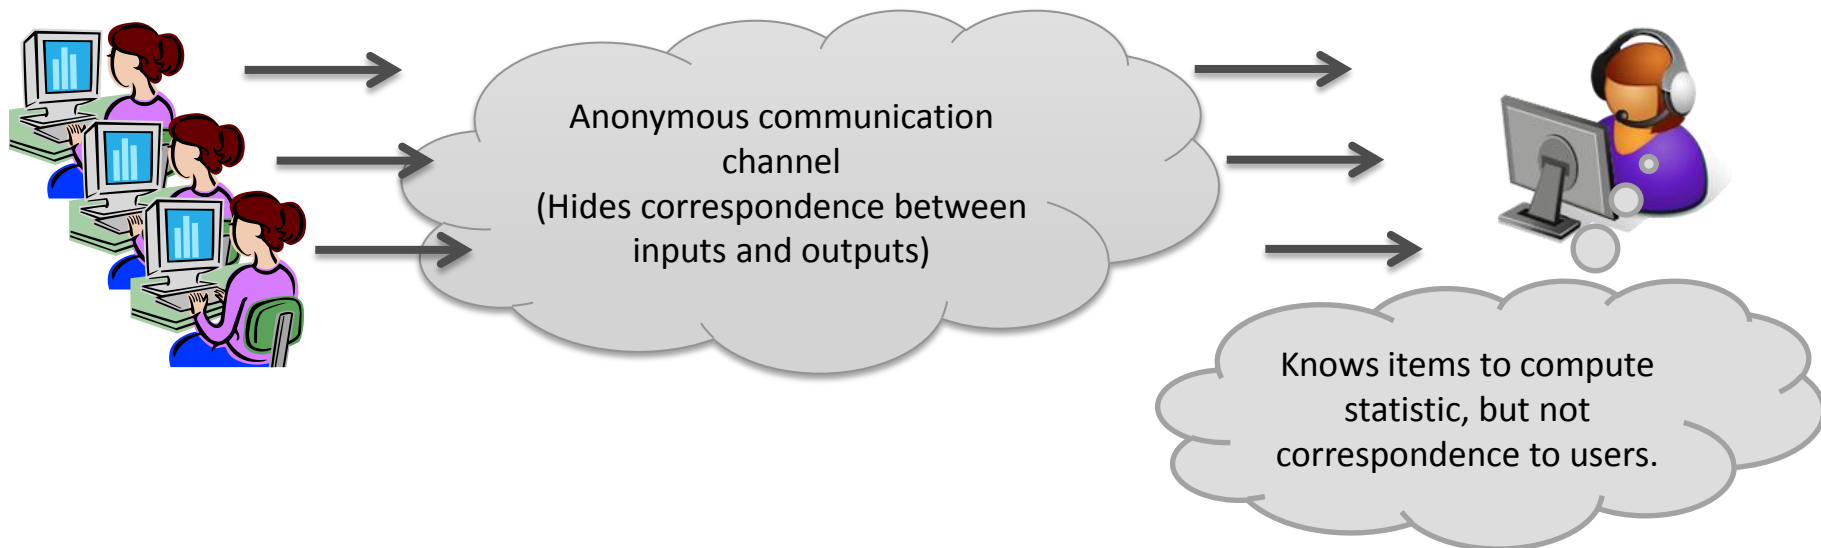 Anonymous communication
channel
(Hides correspondence between
inputs and outputs)
Knows items to compute
statistic, but not
correspondence to users.